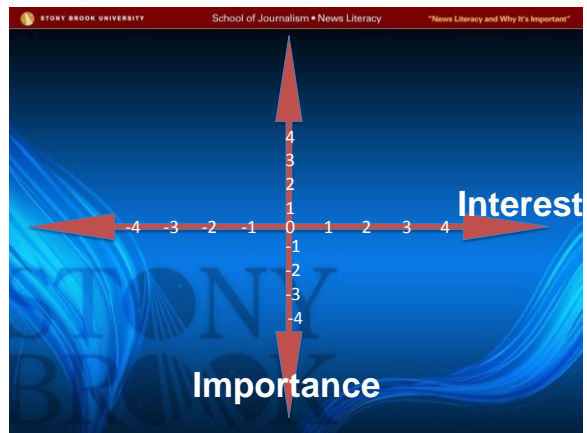 STONY BROOK UNIVERSITY School of Journalism • News Literacy "News Literacy and Why It's Important"
4
3
2
1
Interest
-4 -3 -2 -1 0 1 2 3 4
-1
-2
-3
-4
STONY
BROOK
Importance